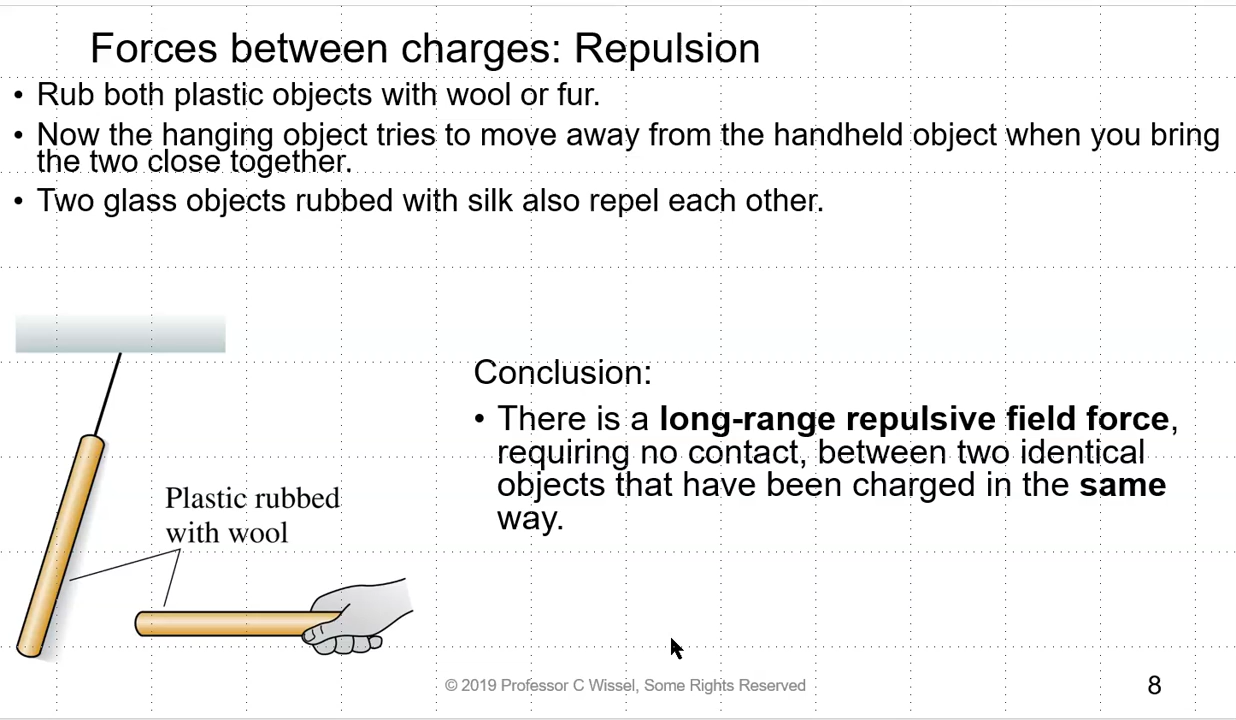 Forces between charges: Repulsion
• Rub both plastic objects with wool or fur.
• Now the hanging object tries to move away from the handheld object when you bring
the two close together.
• Two glass objects rubbed with silk also repel each other.
Conclusion:
• There is a long-range repulsive field force,
requiring no contact, between two identical
objects that have been charged in the same
way.
Plastic rubbed
with wool
© 2019 Professor C Wissel, Some Rights Reserved
8